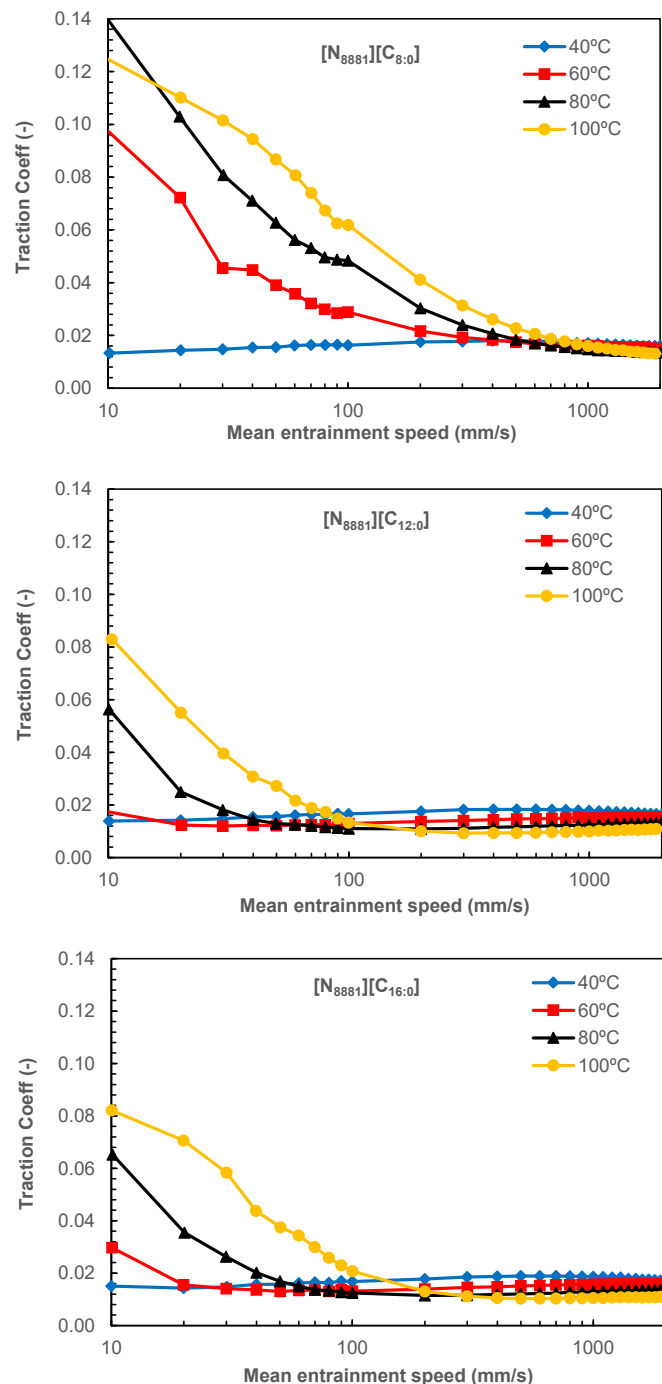 [N8881][C8:0]
40ºC
60ºC
80ºC
100ºC
Traction Coeff (-)
0.14
0.12
0.10
0.08
0.06
0.04
0.02
0.00
10 100 1000
Mean entrainment speed (mm/s)
[N8881][C12:0]
40ºC
60ºC
80ºC
100ºC
Traction Coeff (-)
0.14
0.12
0.10
0.08
0.06
0.04
0.02
0.00
10 100 1000
Mean entrainment speed (mm/s)
[N8881][C16:0]
40ºC
60ºC
80ºC
100ºC
Traction Coeff (-)
0.14
0.12
0.10
0.08
0.06
0.04
0.02
0.00
10 100 1000
Mean entrainment speed (mm/s)